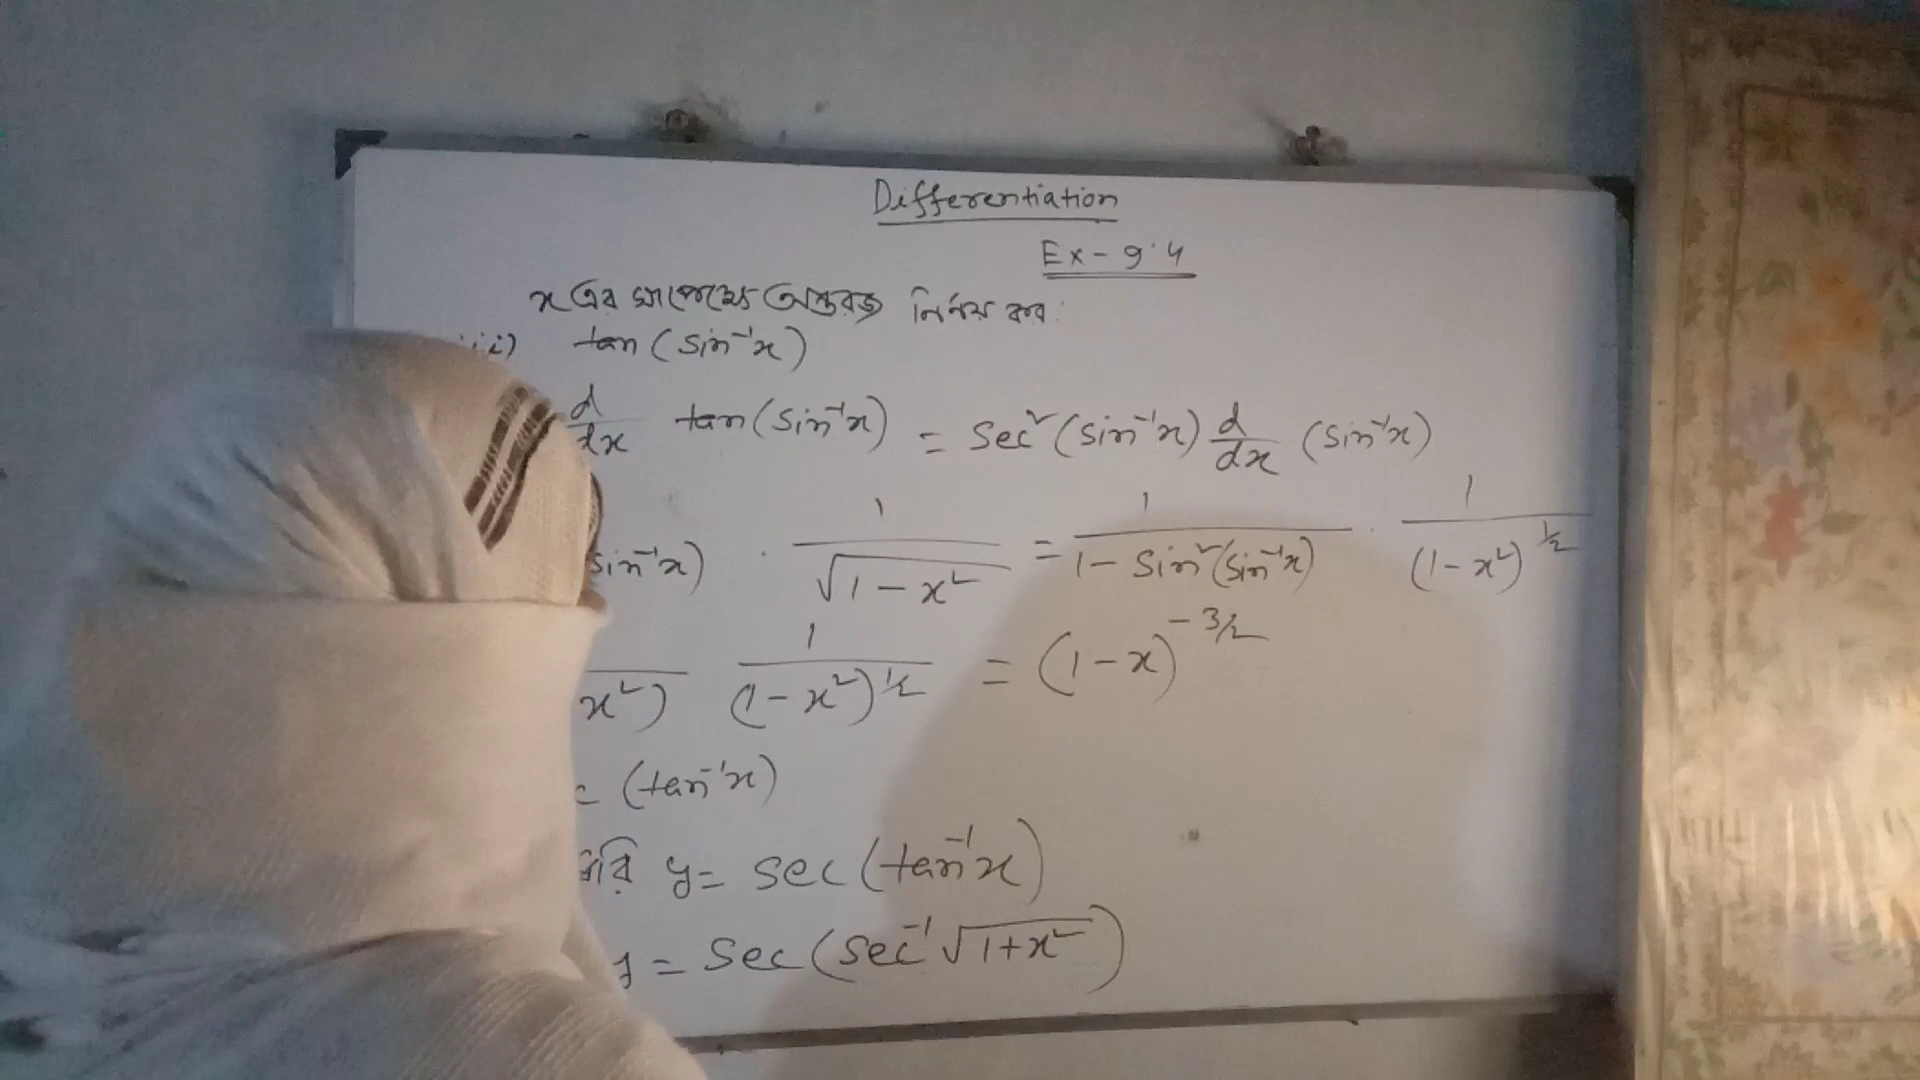 Differentiation
Ex-9.4
x এর সাপেক্ষে অন্তরজ নির্ণয় কর:
ii) tan (sin⁻¹x)
d/dx tan (sin⁻¹x) = sec² (sin⁻¹x) d/dx (sin⁻¹x)
sin⁻¹x) · 1/√1-x² = 1/1-sin²(sin⁻¹x) · 1/(1-x²)^½
x²) 1/(1-x²)^½ = (1-x)^-3/2
c (tan⁻¹x)
রি y= sec (tan⁻¹x)
y = sec (sec⁻¹ √1+x²)